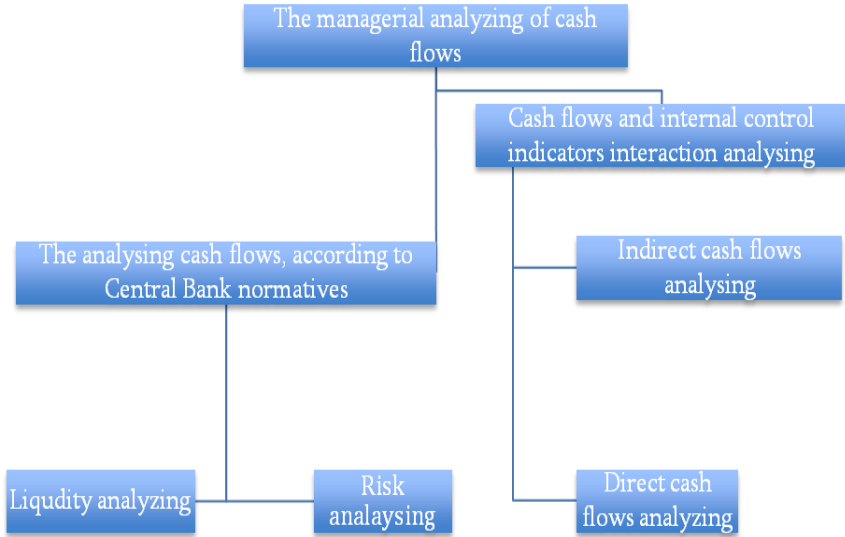 The managerial analyzing of cash
flows
Cash flows and internal control
indicators interaction analysing
The analysing cash flows, according to
Central Bank normatives
Indirect cash flows
analysing
Liqudity analyzing
Risk
analaysing
Direct cash
flows analyzing